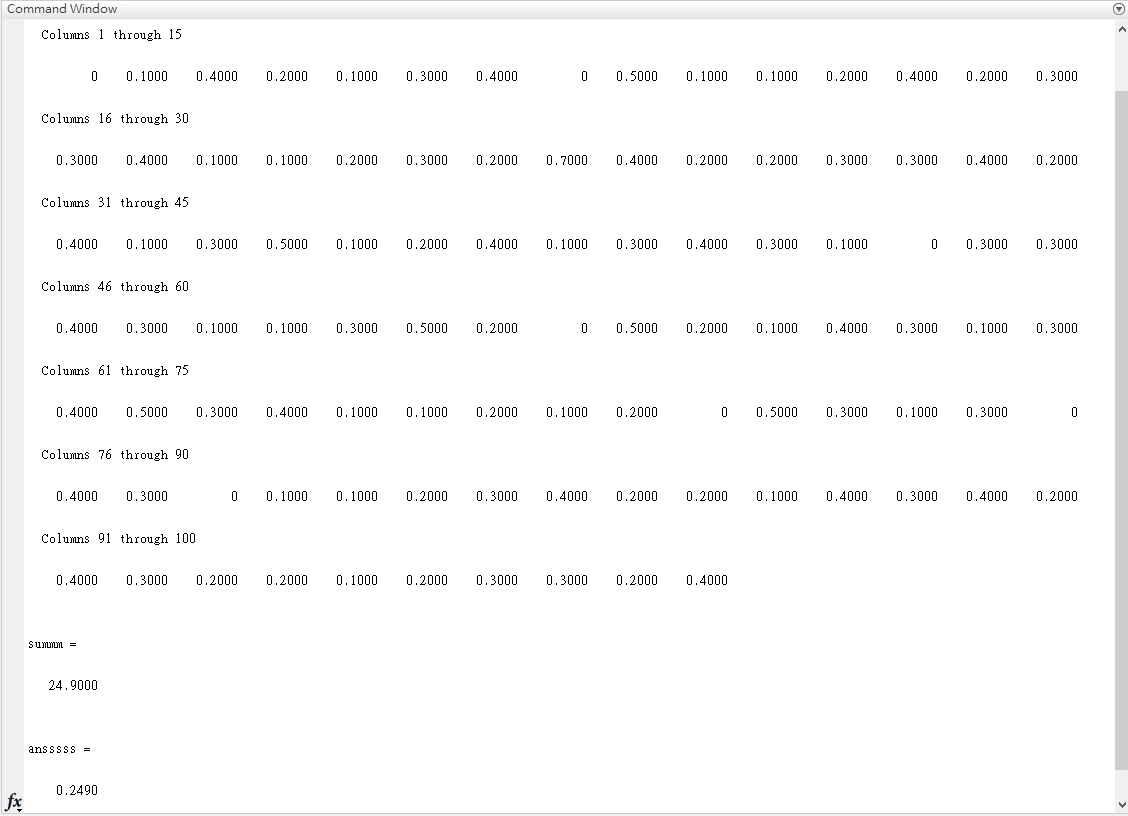 Command Window
Columns 1 through 15
0 0.1000 0.4000 0.2000 0.1000 0.3000 0.4000 0 0.5000 0.1000 0.1000 0.2000 0.4000 0.2000 0.3000
Columns 16 through 30
0.3000 0.4000 0.1000 0.1000 0.2000 0.3000 0.2000 0.7000 0.4000 0.2000 0.2000 0.3000 0.3000 0.4000 0.2000
Columns 31 through 45
0.4000 0.1000 0.3000 0.5000 0.1000 0.2000 0.4000 0.1000 0.3000 0.4000 0.3000 0.1000 0 0.3000 0.3000
Columns 46 through 60
0.4000 0.3000 0.1000 0.1000 0.3000 0.5000 0.2000 0 0.5000 0.2000 0.1000 0.4000 0.3000 0.1000 0.3000
Columns 61 through 75
0.4000 0.5000 0.3000 0.4000 0.1000 0.1000 0.2000 0.1000 0.2000 0 0.5000 0.3000 0.1000 0.3000 0
Columns 76 through 90
0.4000 0.3000 0 0.1000 0.1000 0.2000 0.3000 0.4000 0.2000 0.2000 0.1000 0.4000 0.3000 0.4000 0.2000
Columns 91 through 100
0.4000 0.3000 0.2000 0.2000 0.1000 0.2000 0.3000 0.3000 0.2000 0.4000
summm =
24.9000
ansssss =
0.2490
fx